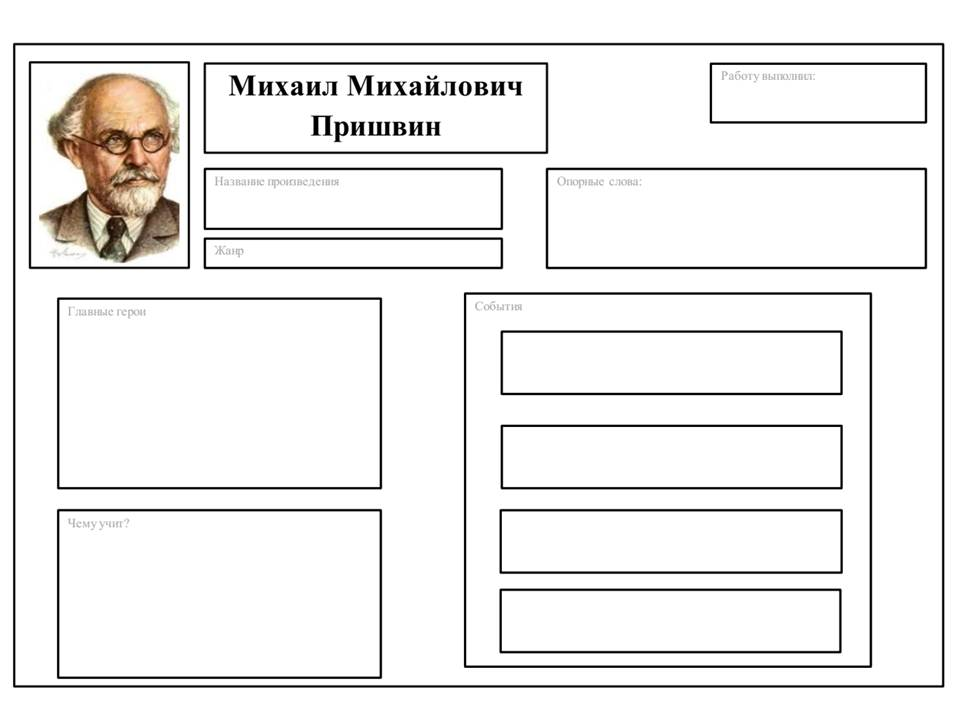 Михаил Михайлович
Пришвин
Работу выполнил:
Название произведения
Опорные слова:
Жанр
Главные герои
События
Чему учит?